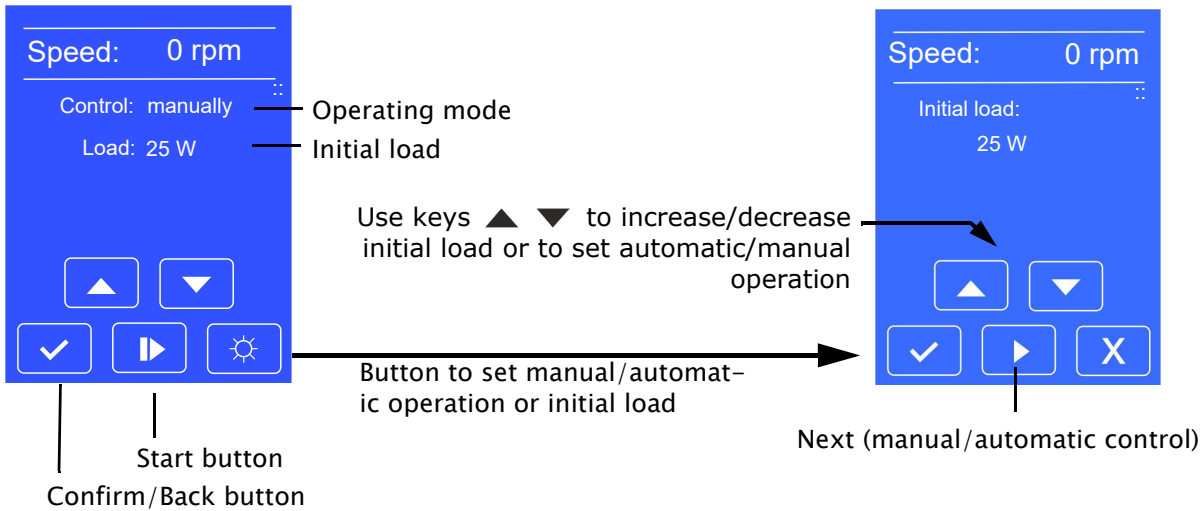 Speed: 0 rpm
Control: manually
Operating mode
Load: 25 W
Initial load
Speed: 0 rpm
Initial load:
25 W
Use keys ▲ ▼ to increase/decrease
initial load or to set automatic/manual
operation
X
Button to set manual/automat-
ic operation or initial load
Start button
Confirm/Back button
Next (manual/automatic control)